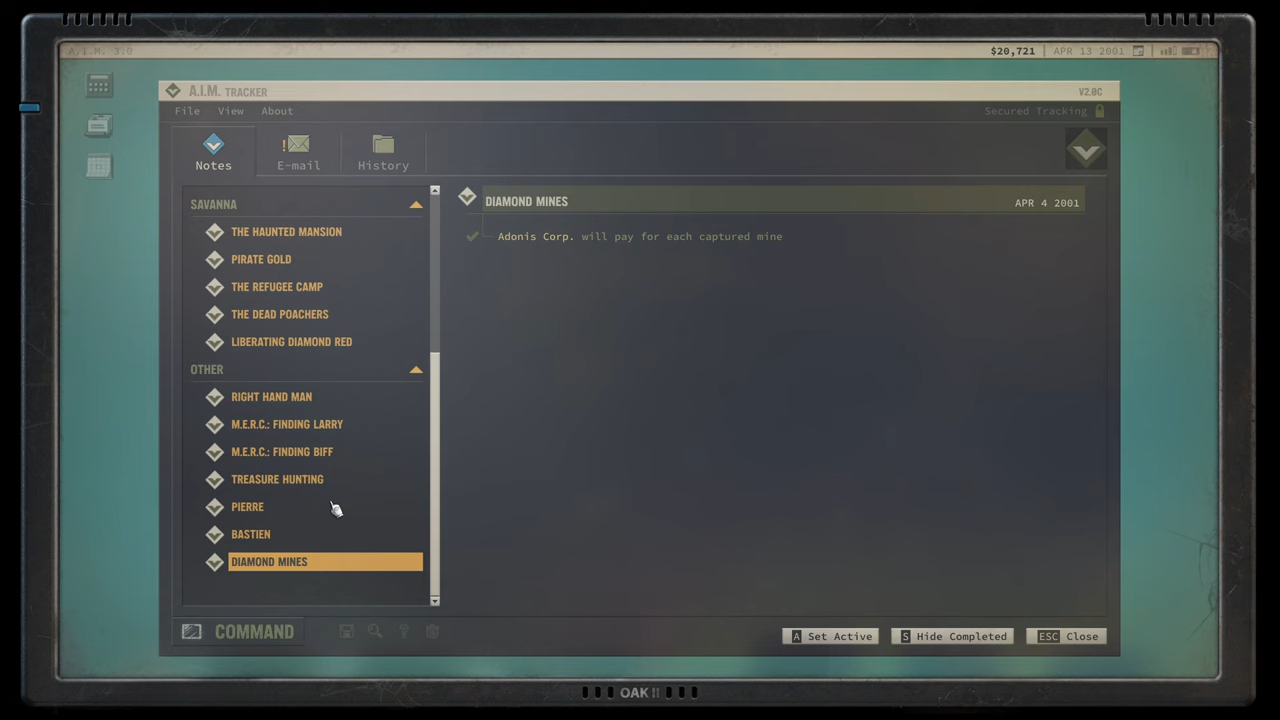 A.I.M. 3.0
$20,721 APR 13 2001
A.I.M. TRACKER V2.0C
File View About Secured Tracking
Notes ! E-mail History
SAVANNA
THE HAUNTED MANSION
PIRATE GOLD
THE REFUGEE CAMP
THE DEAD POACHERS
LIBERATING DIAMOND RED
OTHER
RIGHT HAND MAN
M.E.R.C.: FINDING LARRY
M.E.R.C.: FINDING BIFF
TREASURE HUNTING
PIERRE
BASTIEN
DIAMOND MINES
DIAMOND MINES APR 4 2001
Adonis Corp. will pay for each captured mine
COMMAND
A Set Active S Hide Completed ESC Close
OAK II